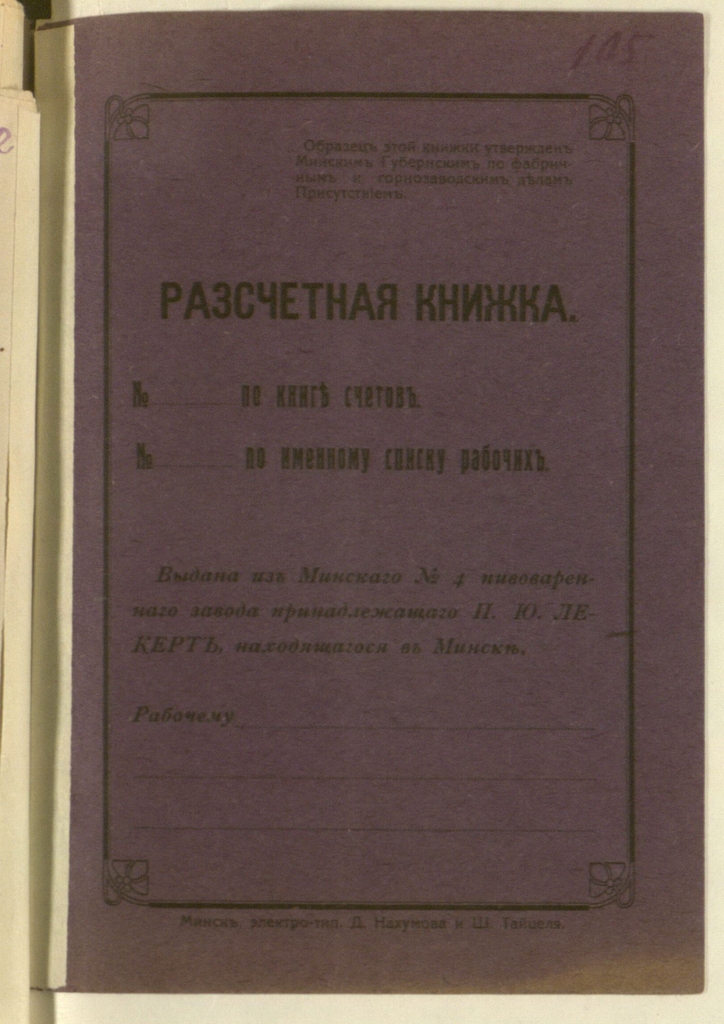 105
Образецъ этой книжки утвержденъ
Минскимъ Губернскимъ по фабрич-
нымъ и горнозаводскимъ дѣламъ
Присутствіемъ.
РАЗСЧЕТНАЯ КНИЖКА.
№ по книгѣ счетовъ.
№ по именному списку рабочихъ.
Выдана изъ Минскаго № 4 пивоварен-
наго завода принадлежащаго П. Ю. ЛЕ-
КЕРТЪ, находящагося въ Минскѣ.
Рабочему
Минскъ, электро-тип. Д. Нахумова и Ш. Тайцеля.